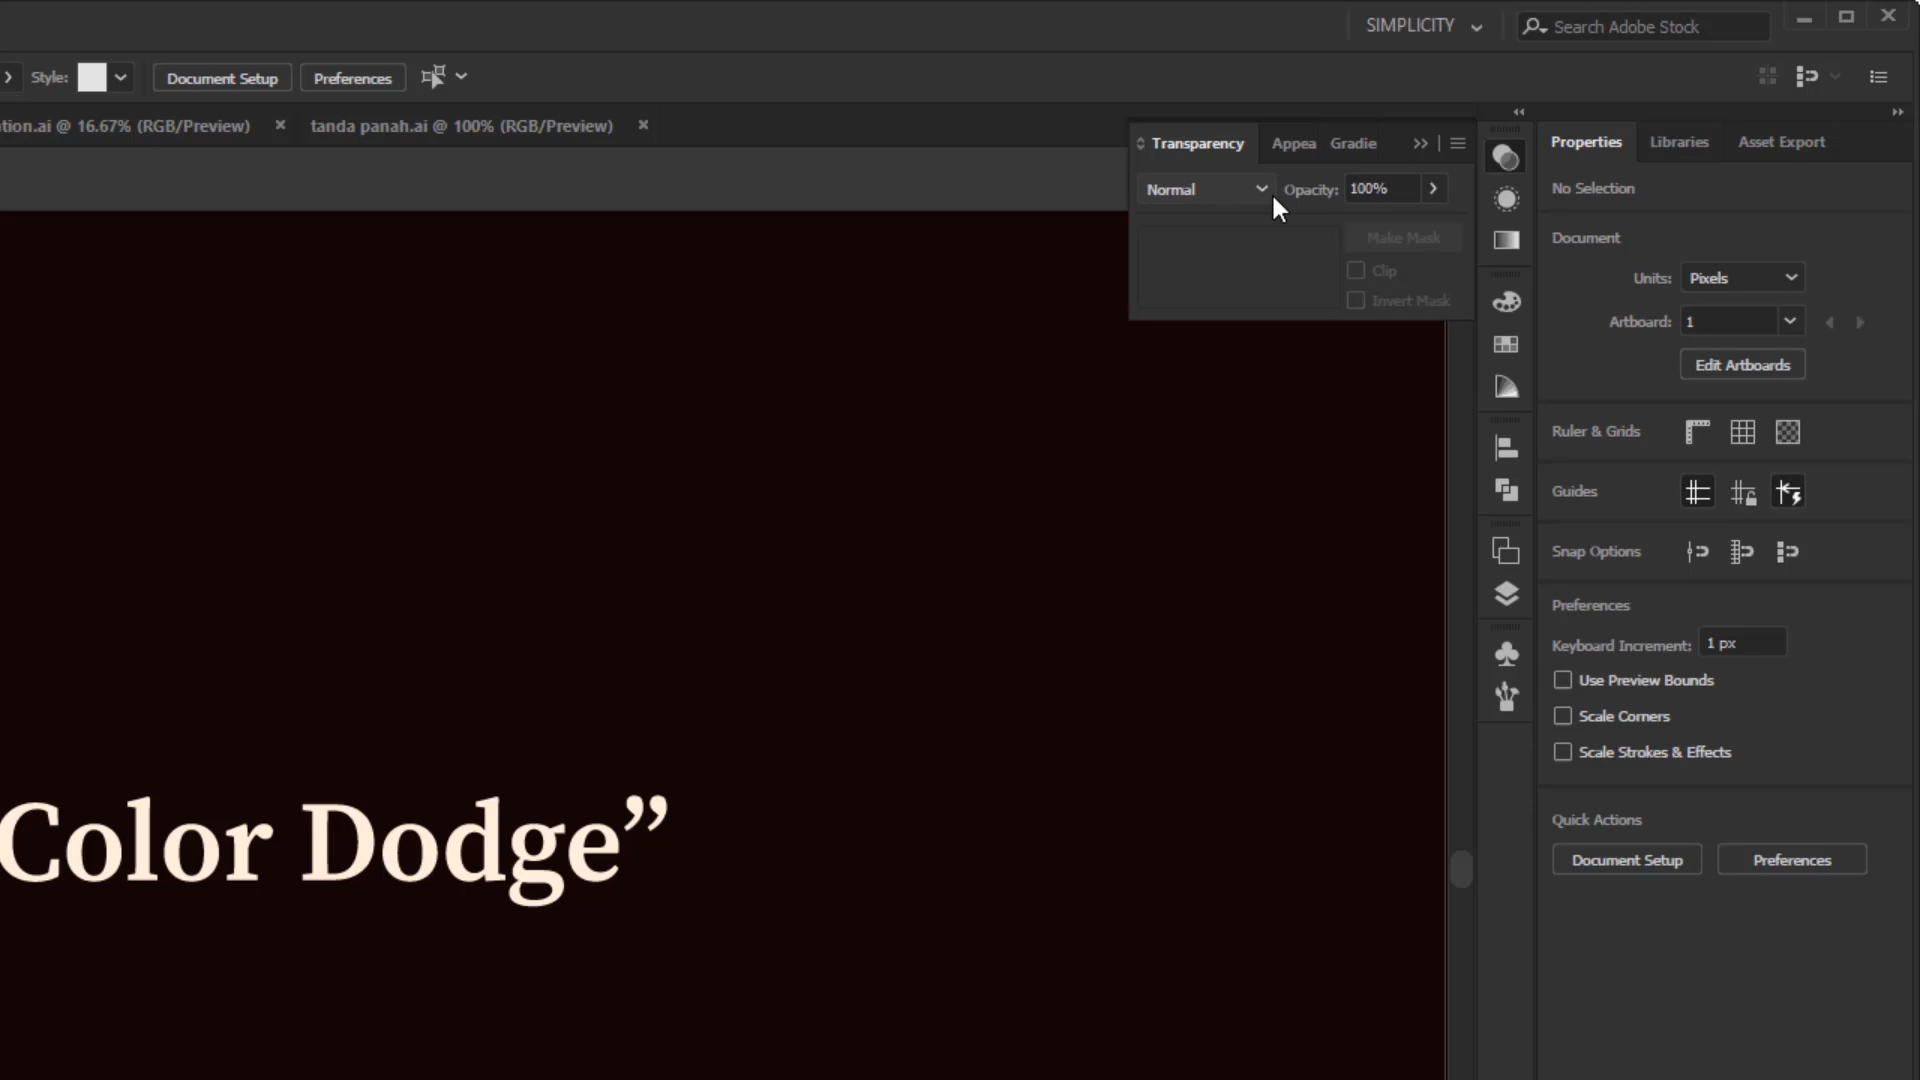 SIMPLICITY
Search Adobe Stock
Style:
Document Setup
Preferences
tion.ai @ 16.67% (RGB/Preview)
tanda panah.ai @ 100% (RGB/Preview)
Transparency
Appea
Gradie
Normal
Opacity:
100%
Make Mask
Clip
Invert Mask
Properties
Libraries
Asset Export
No Selection
Document
Units:
Pixels
Artboard:
1
Edit Artboards
Ruler & Grids
Guides
Snap Options
Preferences
Keyboard Increment:
1 px
Use Preview Bounds
Scale Corners
Scale Strokes & Effects
Quick Actions
Document Setup
Preferences
Color Dodge”